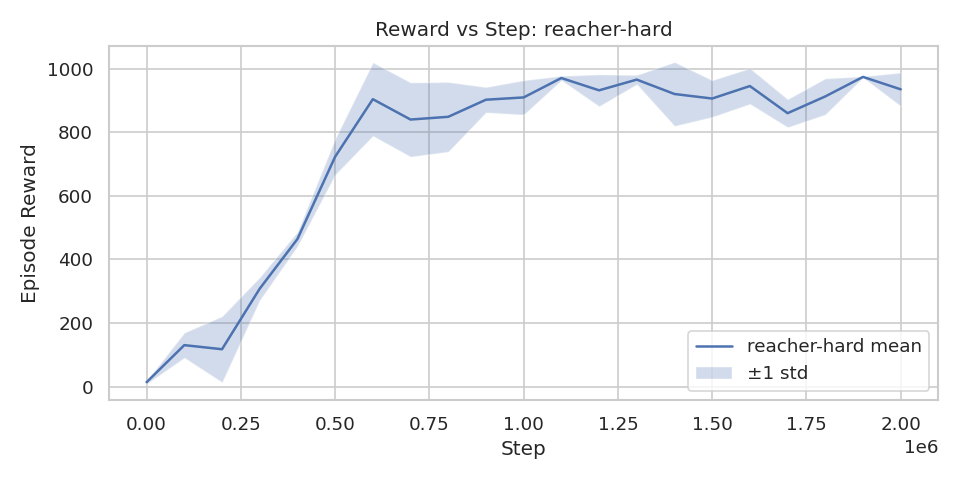 Reward vs Step: reacher-hard
Episode Reward
1000
800
600
400
200
0
reacher-hard mean
±1 std
0.00 0.25 0.50 0.75 1.00 1.25 1.50 1.75 2.00
1e6
Step